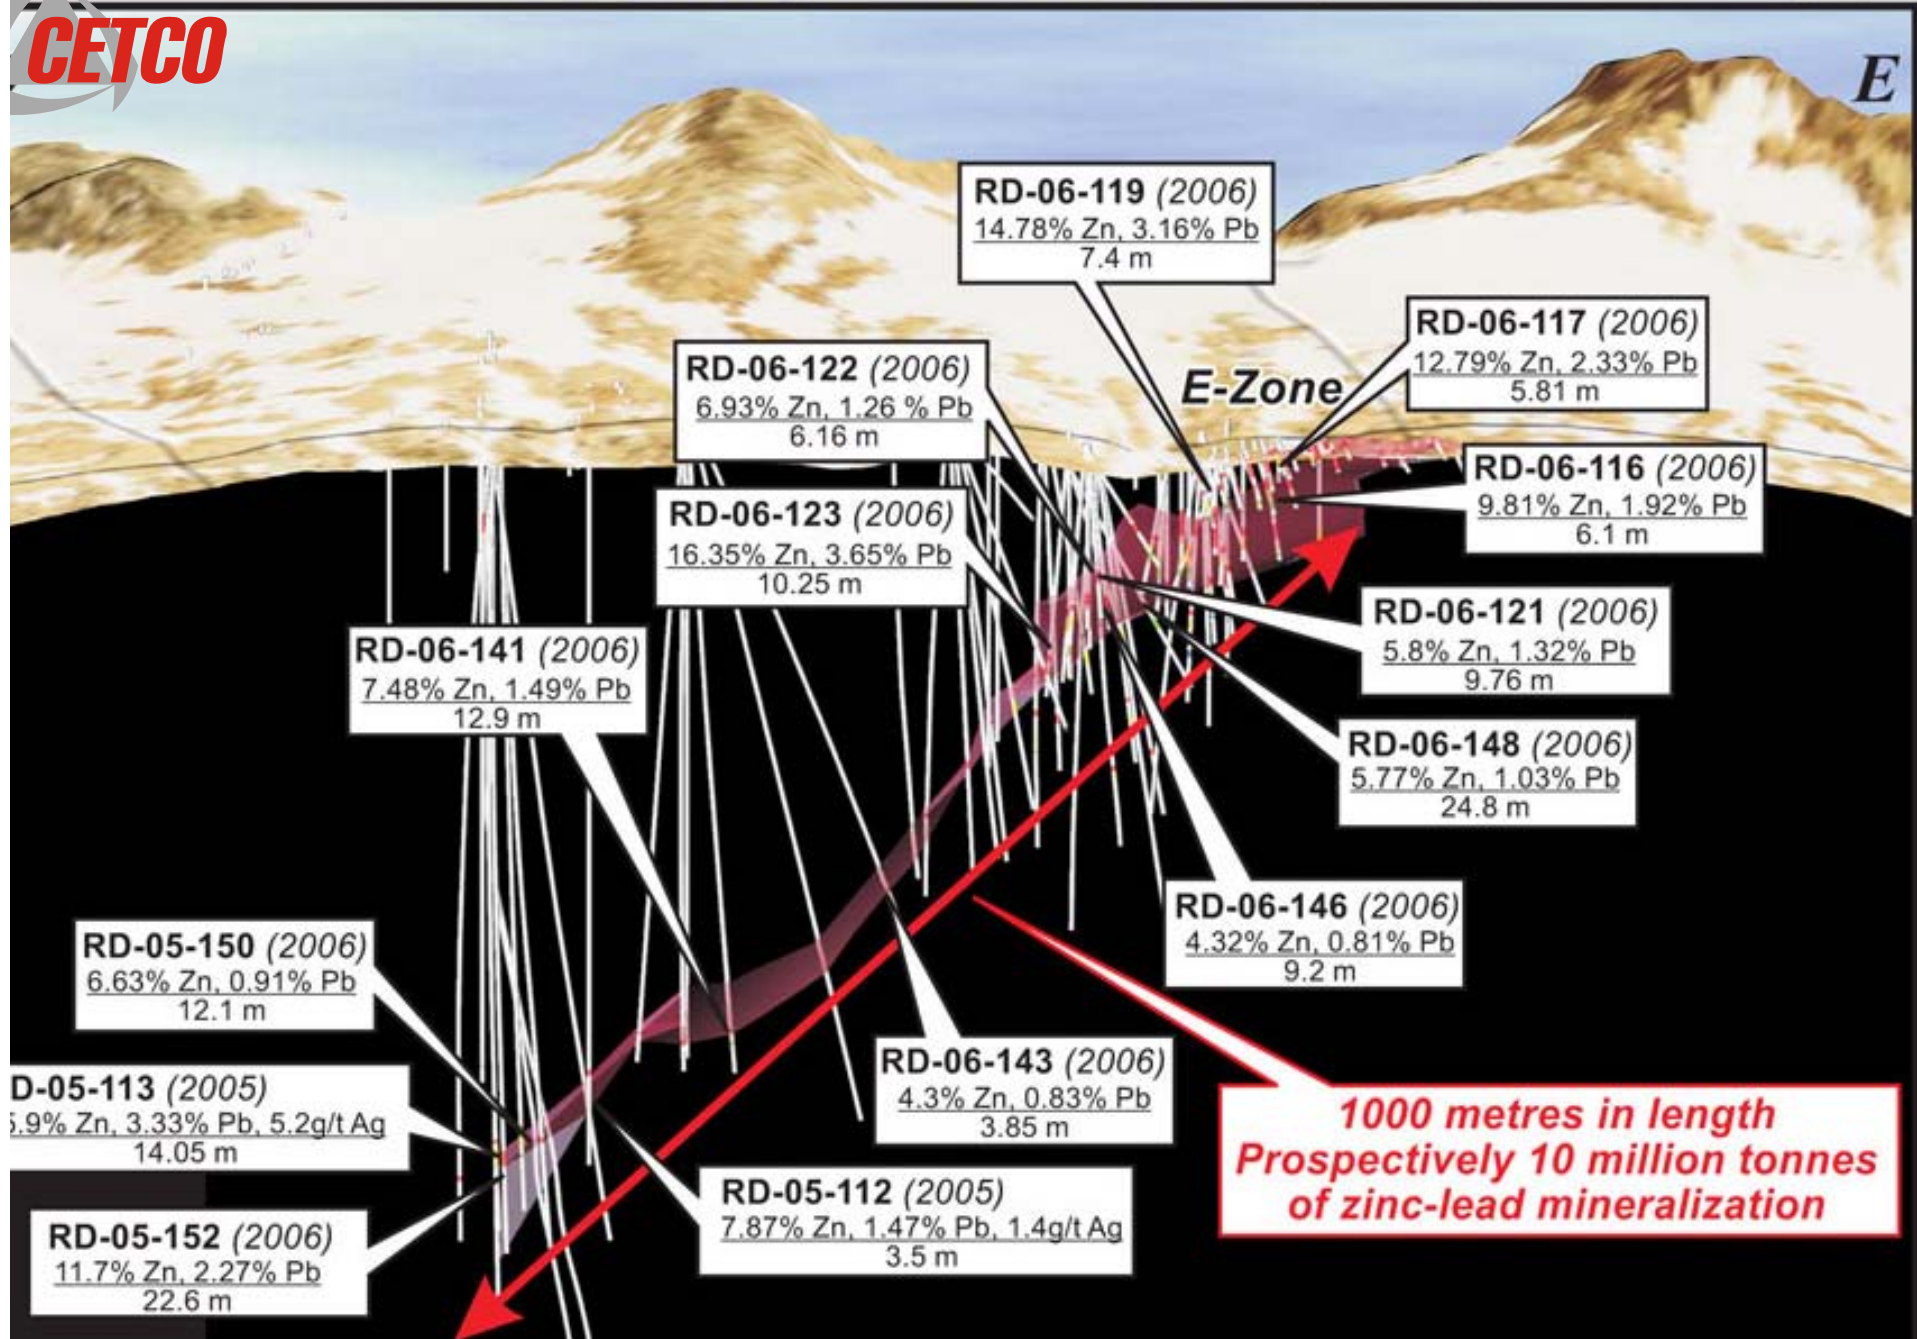 CETCO
E
RD-06-119 (2006)
14.78% Zn, 3.16% Pb
7.4 m
RD-06-117 (2006)
12.79% Zn, 2.33% Pb
5.81 m
RD-06-122 (2006)
6.93% Zn, 1.26 % Pb
6.16 m
E-Zone
RD-06-116 (2006)
9.81% Zn, 1.92% Pb
6.1 m
RD-06-123 (2006)
16.35% Zn, 3.65% Pb
10.25 m
RD-06-121 (2006)
5.8% Zn, 1.32% Pb
9.76 m
RD-06-141 (2006)
7.48% Zn, 1.49% Pb
12.9 m
RD-06-148 (2006)
5.77% Zn, 1.03% Pb
24.8 m
RD-06-146 (2006)
4.32% Zn, 0.81% Pb
9.2 m
RD-05-150 (2006)
6.63% Zn, 0.91% Pb
12.1 m
RD-06-143 (2006)
4.3% Zn, 0.83% Pb
3.85 m
D-05-113 (2005)
5.9% Zn, 3.33% Pb, 5.2g/t Ag
14.05 m
1000 metres in length
Prospectively 10 million tonnes
of zinc-lead mineralization
RD-05-112 (2005)
7.87% Zn, 1.47% Pb, 1.4g/t Ag
3.5 m
RD-05-152 (2006)
11.7% Zn, 2.27% Pb
22.6 m